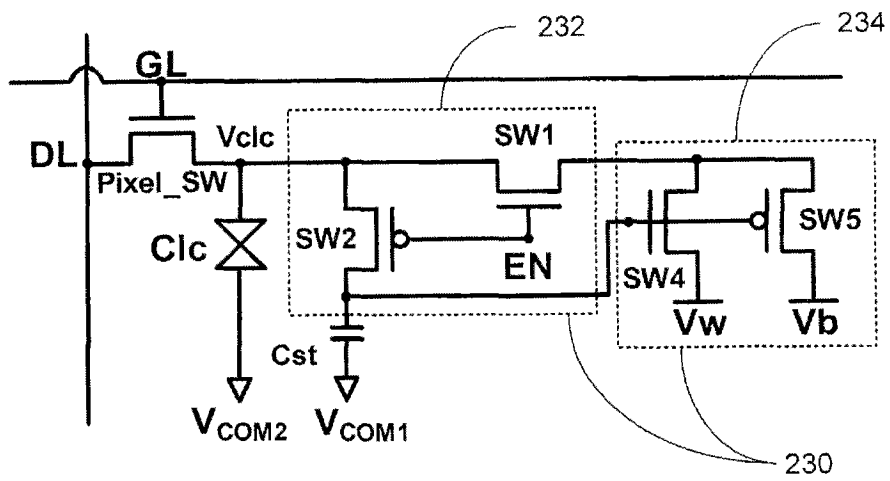 232
234
GL
DL
Vclc
SW1
Pixel_SW
SW2
SW5
Clc
EN
SW4
Vw
Vb
Cst
VCOM2
VCOM1
230